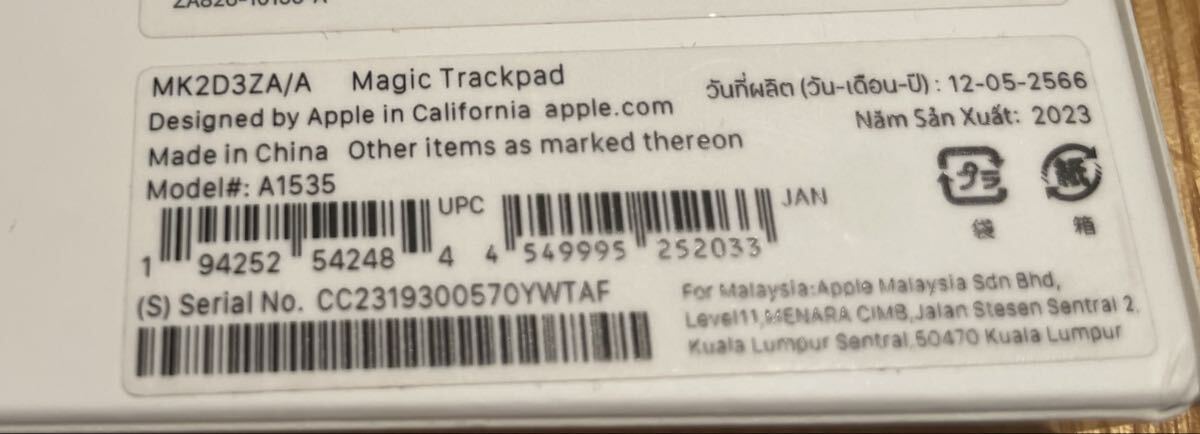 MK2D3ZA/A Magic Trackpad
Designed by Apple in California apple.com
Made in China Other items as marked thereon
Model#: A1535
วันที่ผลิต (วัน-เดือน-ปี) : 12-05-2566
Năm Sản Xuất: 2023
プラ 紙
袋 箱
UPC JAN
1 94252 54248 4 4 549995 252033
(S) Serial No. CC2319300570YWTAF
For Malaysia:Apple Malaysia Sdn Bhd,
Level11,MENARA CIMB,Jalan Stesen Sentral 2,
Kuala Lumpur Sentral,50470 Kuala Lumpur